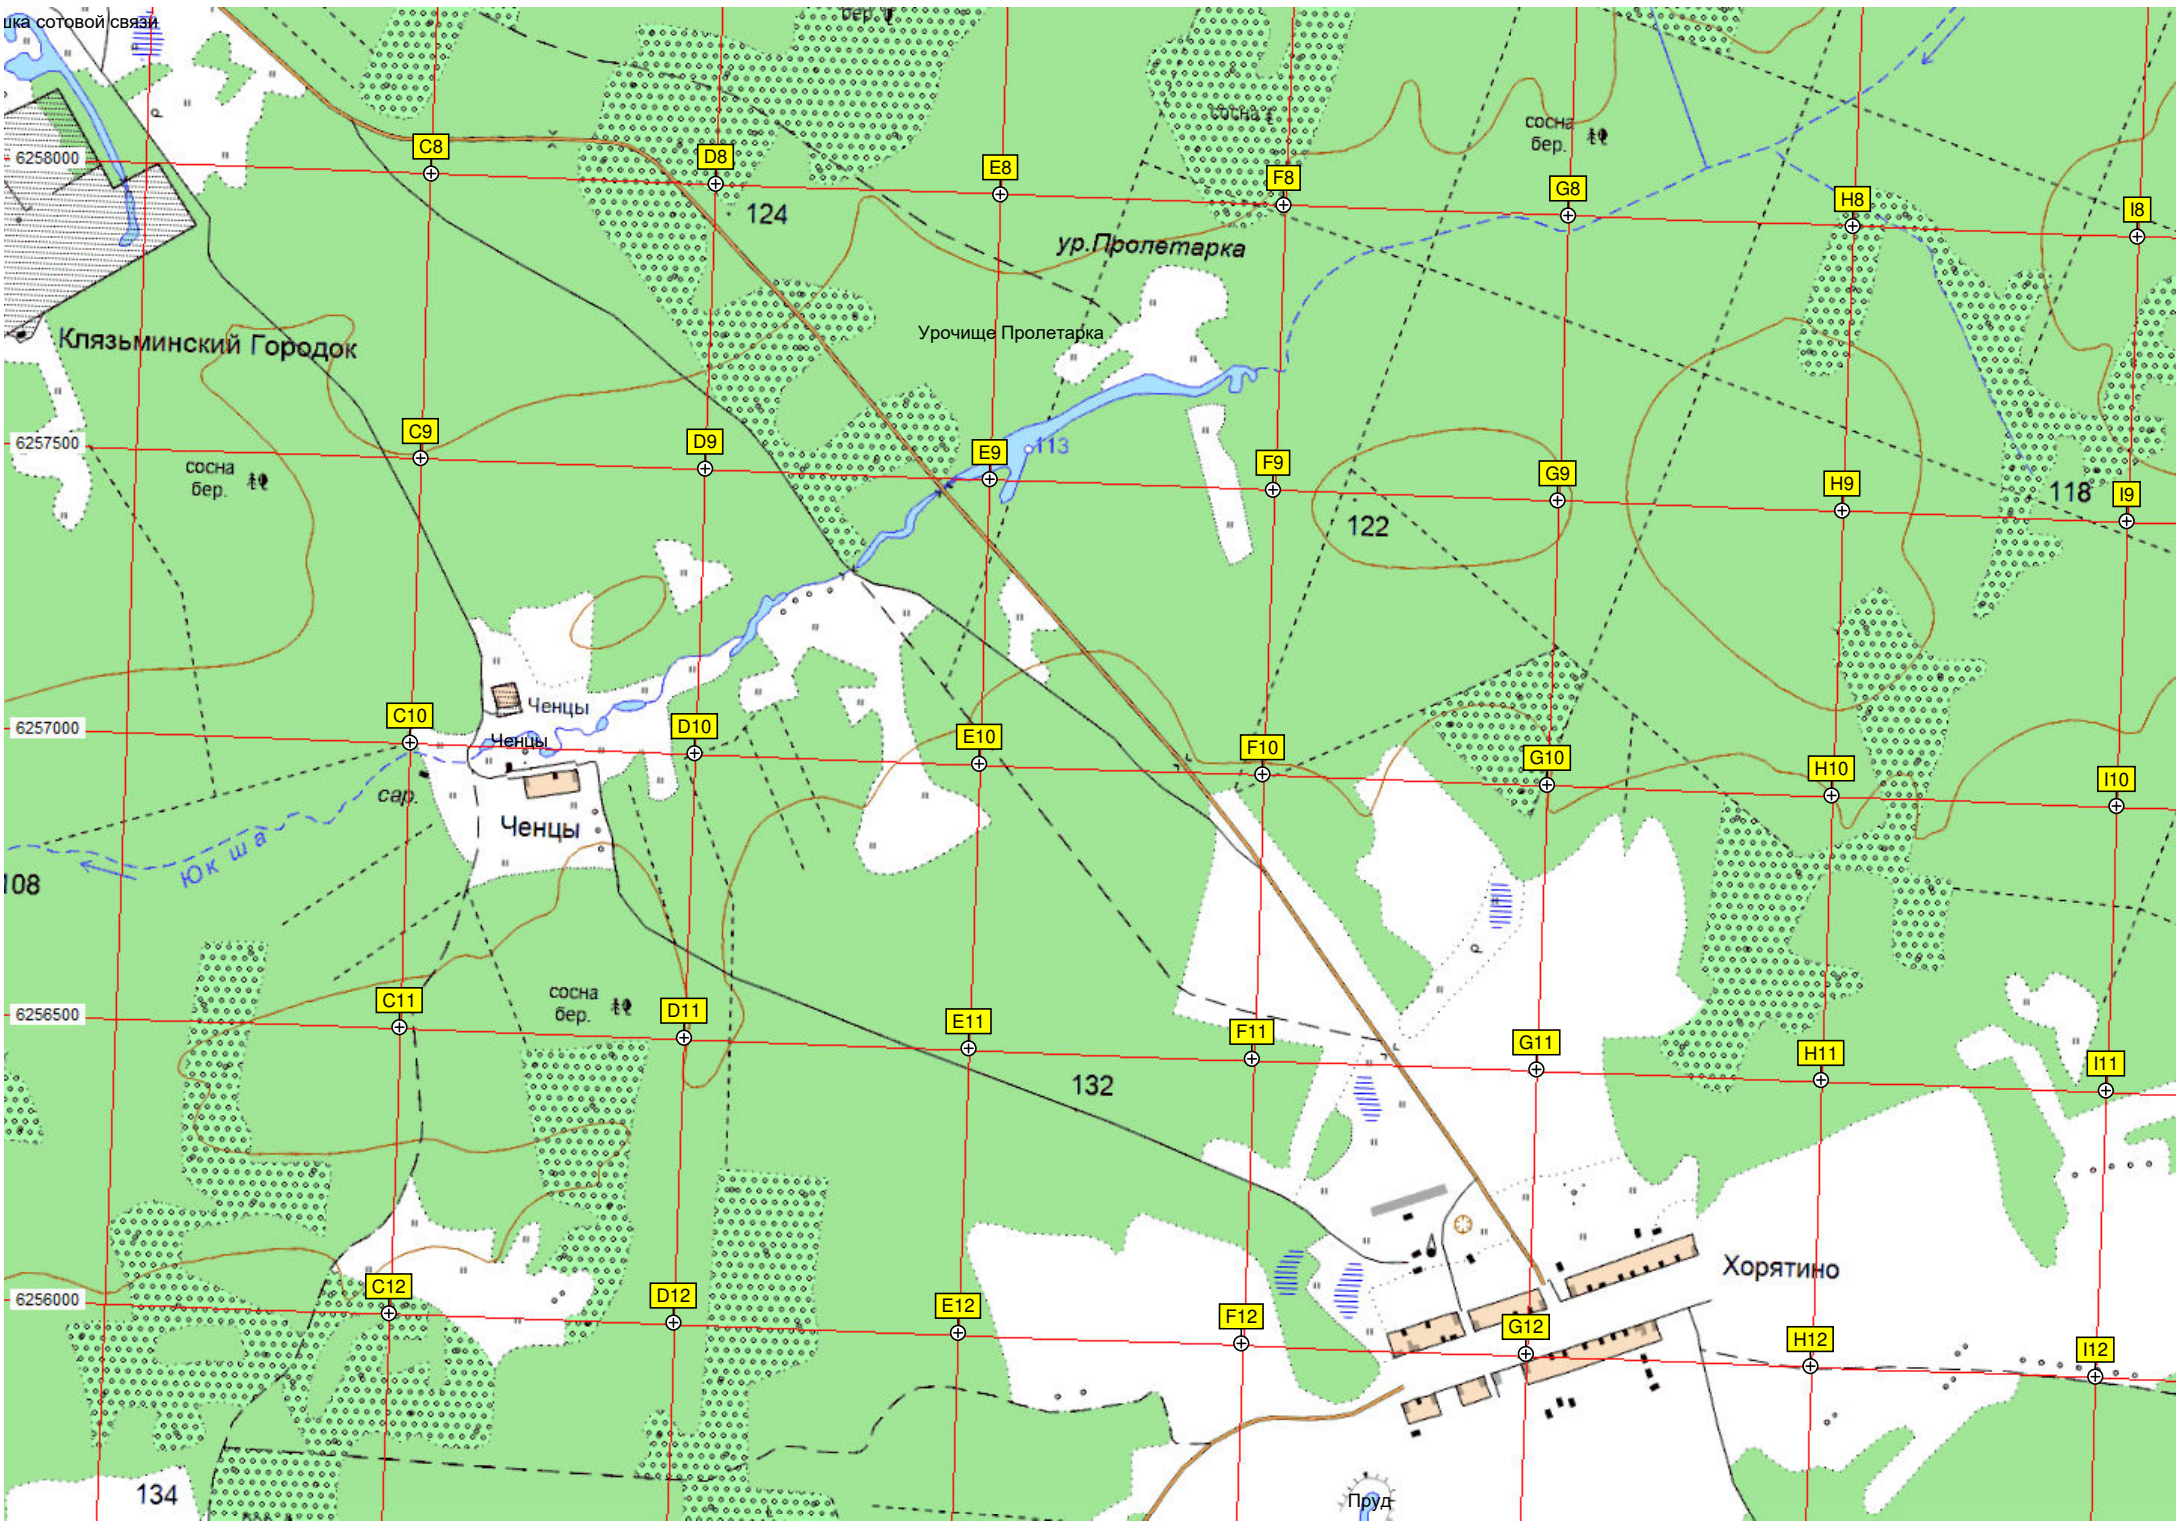 шка сотовой связи
бер.
сосна
сосна
бер.
6258000
C8
D8
E8
F8
G8
H8
I8
124
ур.Пролетарка
Урочище Пролетарка
Клязьминский Городок
6257500
C9
D9
E9
113
F9
G9
H9
118
I9
сосна
бер.
122
6257000
C10
Ченцы
Ченцы
D10
E10
F10
G10
H10
I10
сар.
Ченцы
Юкша
108
6256500
C11
сосна
бер.
D11
E11
F11
G11
H11
I11
132
Хорятино
6256000
C12
D12
E12
F12
G12
H12
I12
134
Пруд